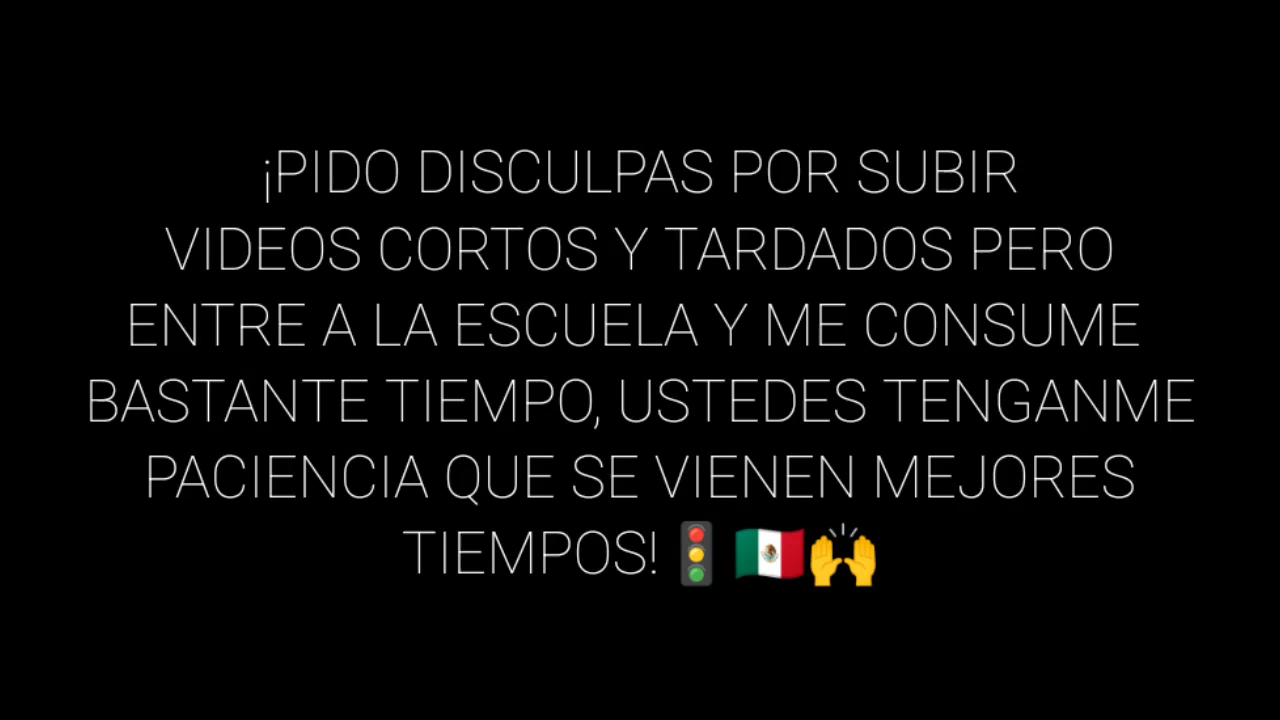 ¡PIDO DISCULPAS POR SUBIR
VIDEOS CORTOS Y TARDADOS PERO
ENTRE A LA ESCUELA Y ME CONSUME
BASTANTE TIEMPO, USTEDES TENGANME
PACIENCIA QUE SE VIENEN MEJORES
TIEMPOS! 🚦🇲🇽🙌